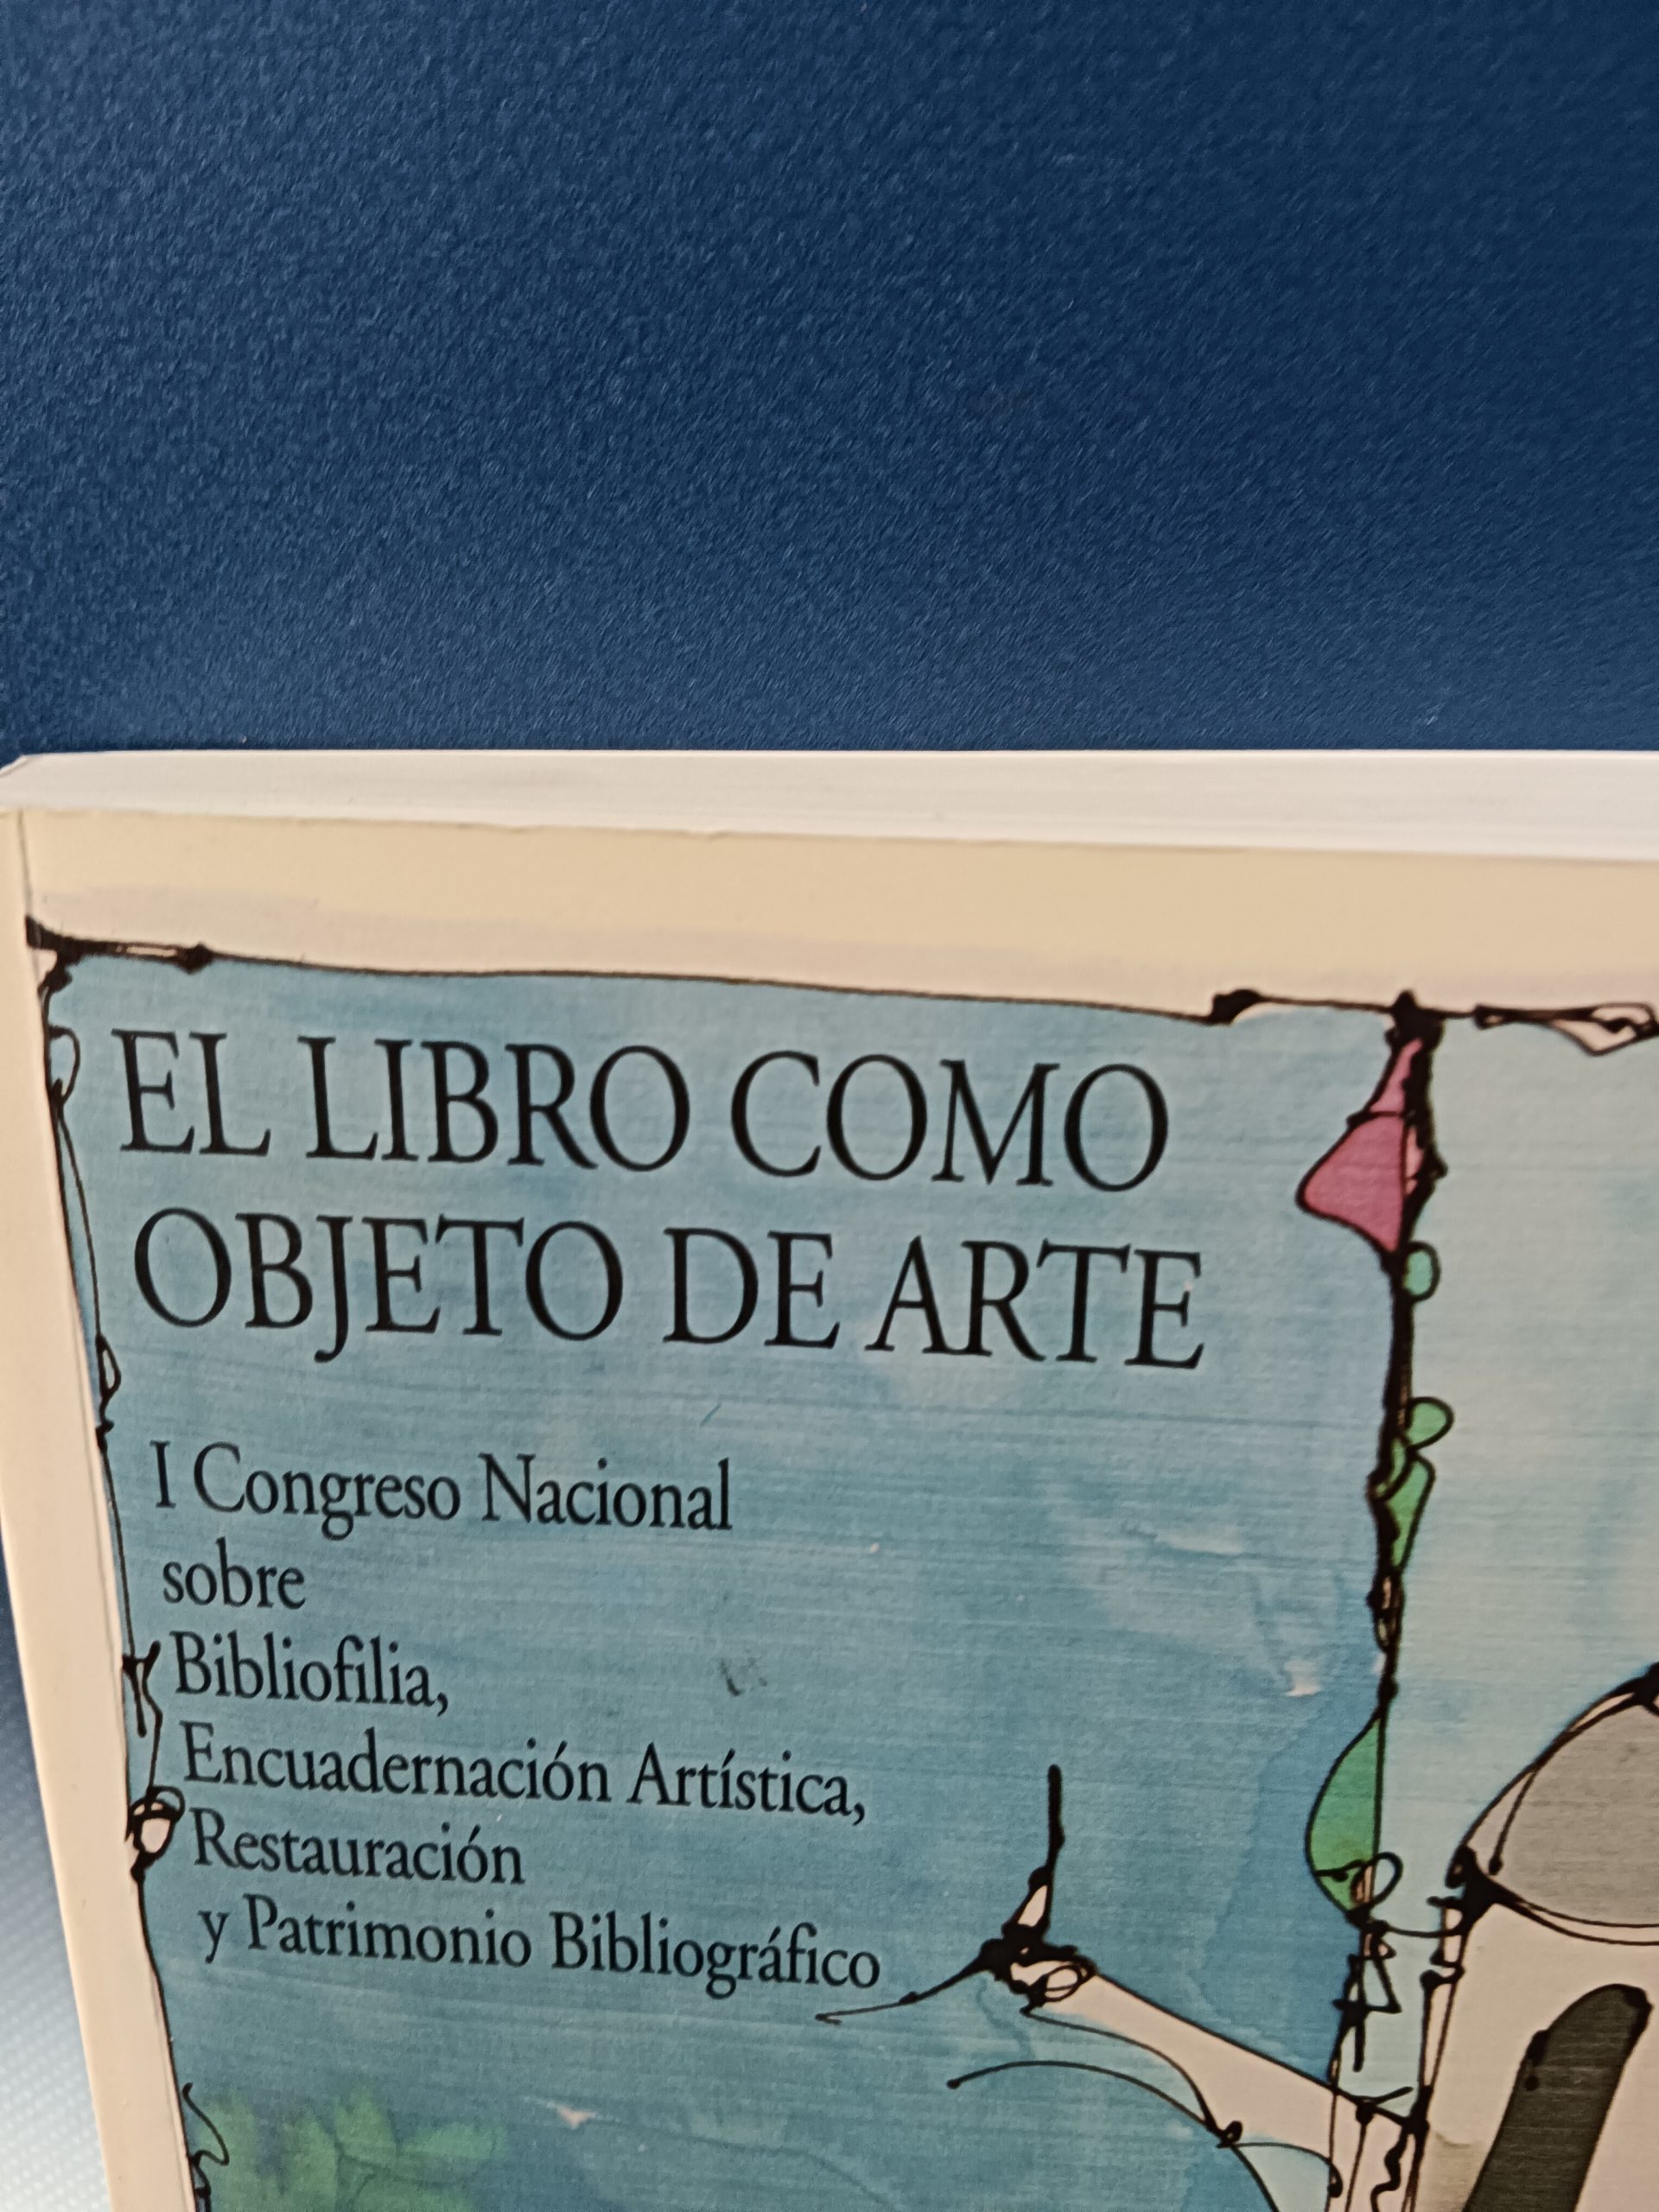 EL LIBRO COMO
OBJETO DE ARTE
I Congreso Nacional
sobre
Bibliofilia,
Encuadernación Artística,
Restauración
y Patrimonio Bibliográfico